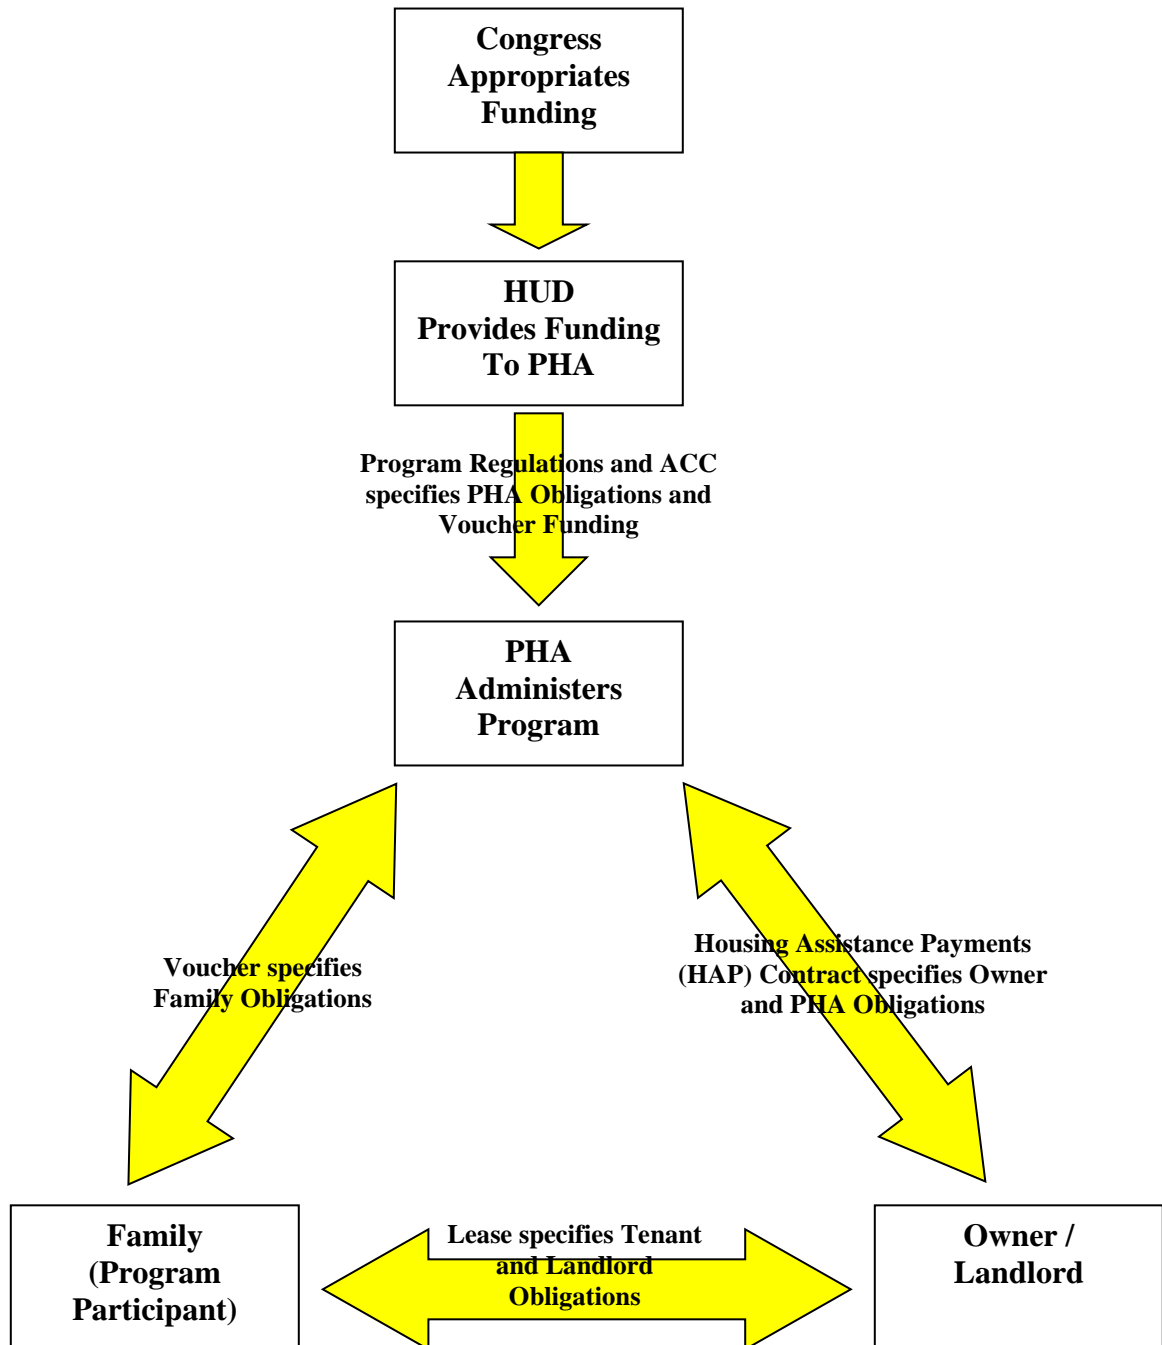 Congress
Appropriates
Funding
HUD
Provides Funding
To PHA
Program Regulations and ACC
specifies PHA Obligations and
Voucher Funding
PHA
Administers
Program
Voucher specifies
Family Obligations
Housing Assistance Payments
(HAP) Contract specifies Owner
and PHA Obligations
Family
(Program
Participant)
Lease specifies Tenant
and Landlord
Obligations
Owner /
Landlord